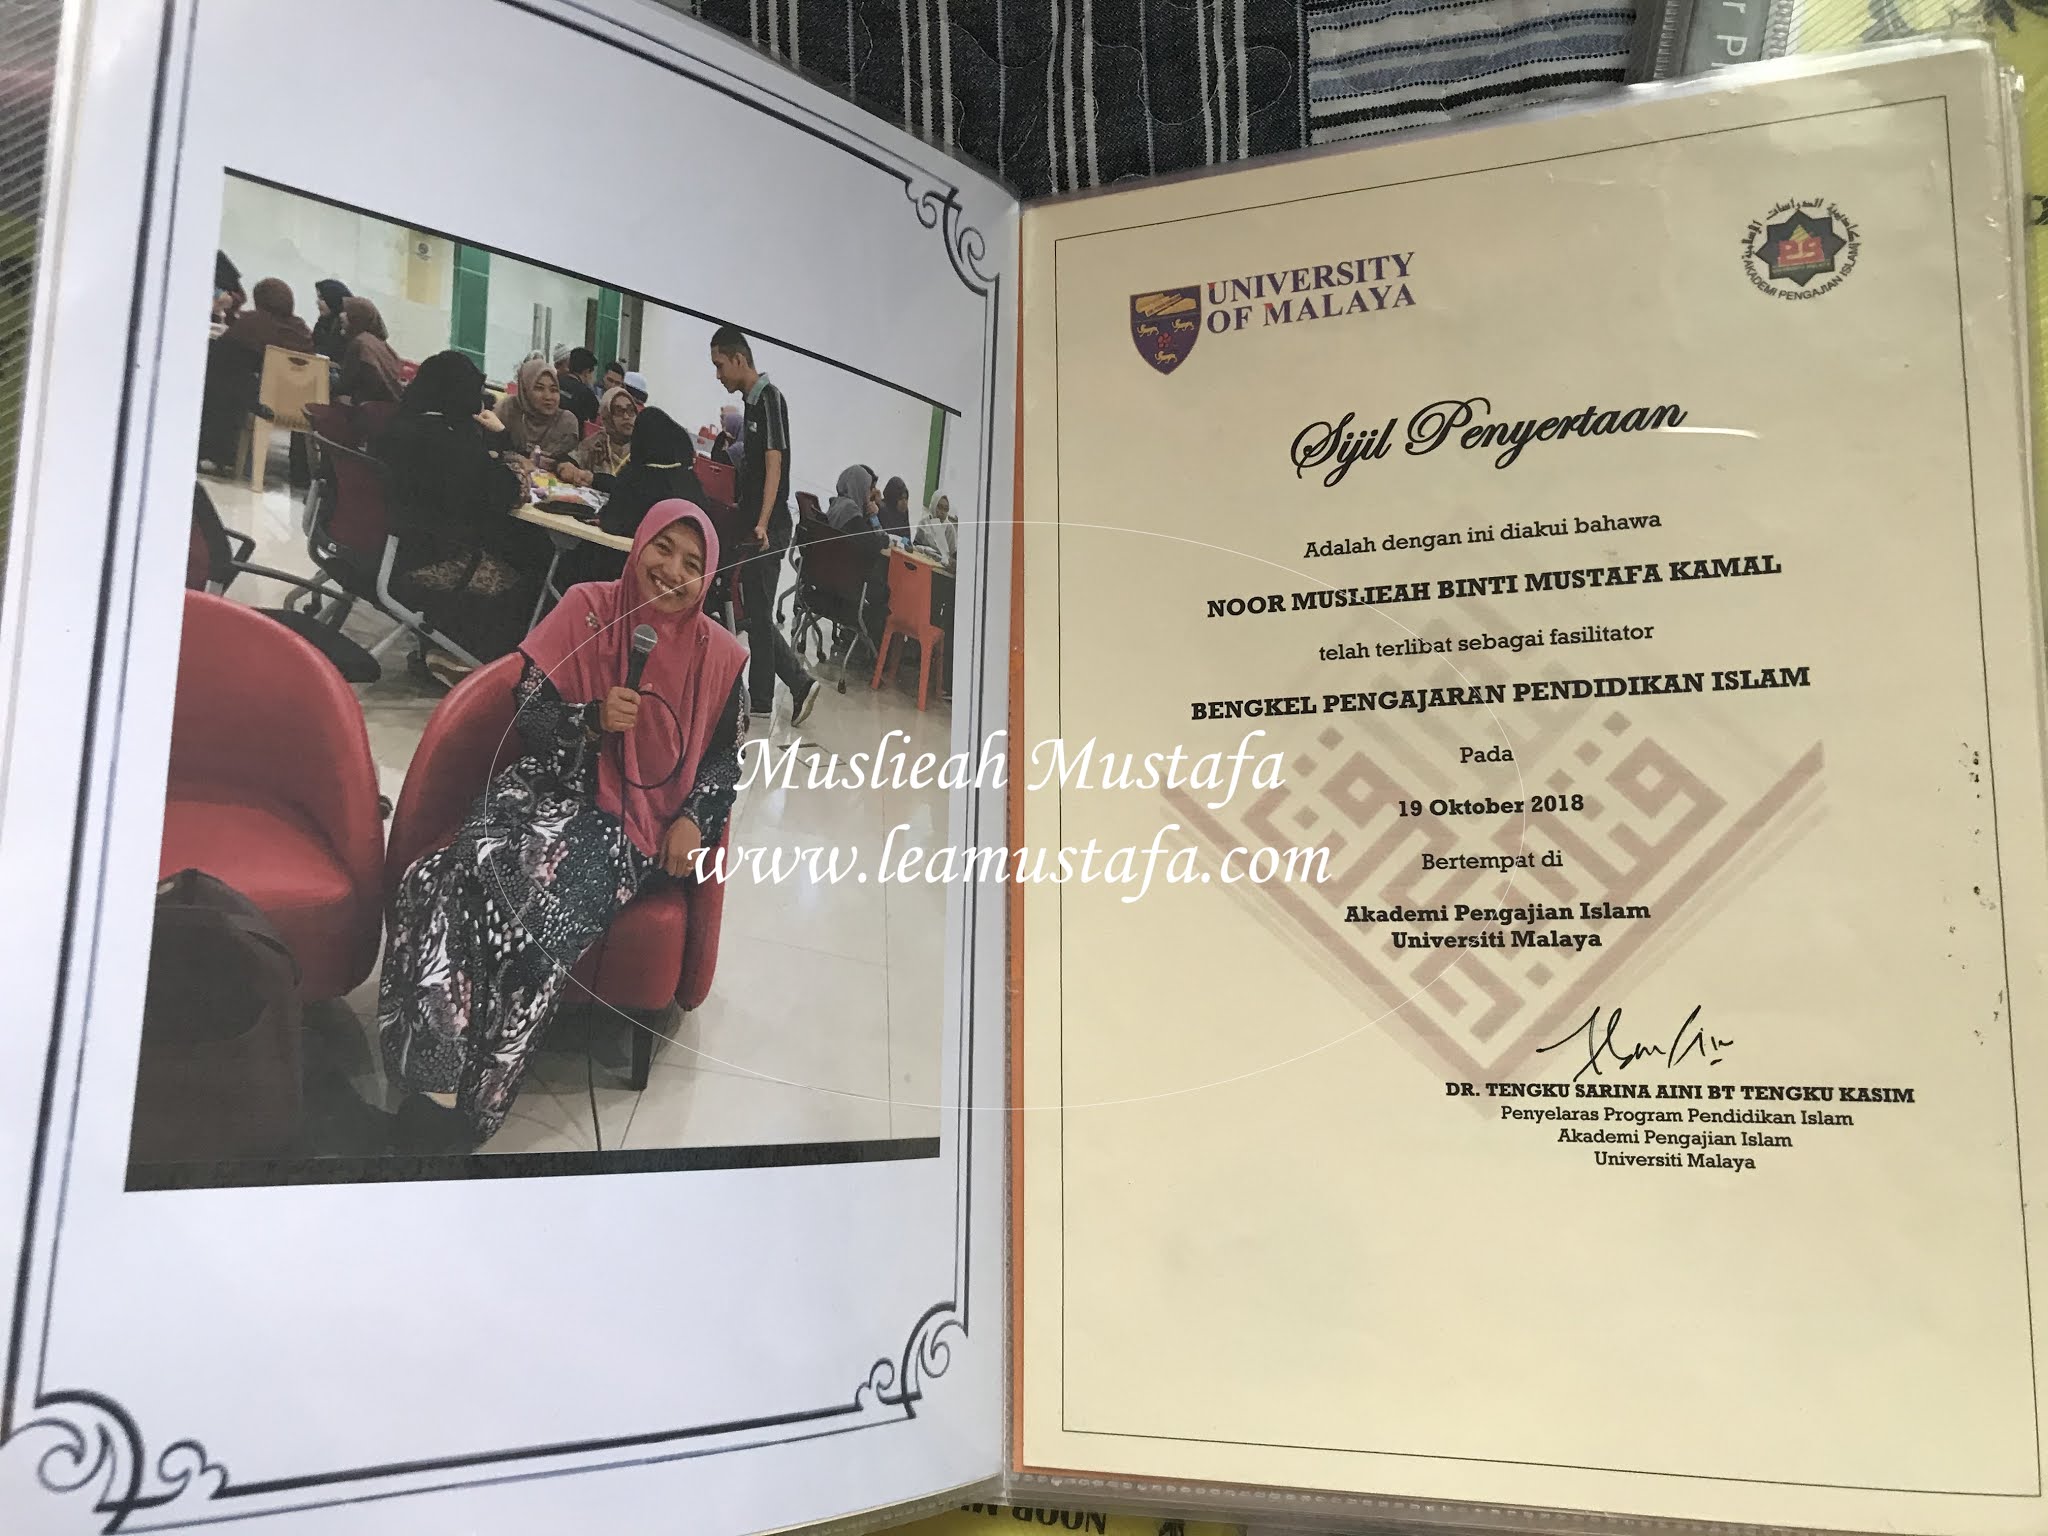 UNIVERSITY
OF MALAYA
AKADEMI PENGAJIAN ISLAM
Sijil Penyertaan
Adalah dengan ini diakui bahawa
NOOR MUSLIEAH BINTI MUSTAFA KAMAL
telah terlibat sebagai fasilitator
BENGKEL PENGAJARAN PENDIDIKAN ISLAM
Pada
19 Oktober 2018
Bertempat di
Akademi Pengajian Islam
Universiti Malaya
DR. TENGKU SARINA AINI BT TENGKU KASIM
Penyelaras Program Pendidikan Islam
Akademi Pengajian Islam
Universiti Malaya
Muslieah Mustafa
www.leamustafa.com
NOOR